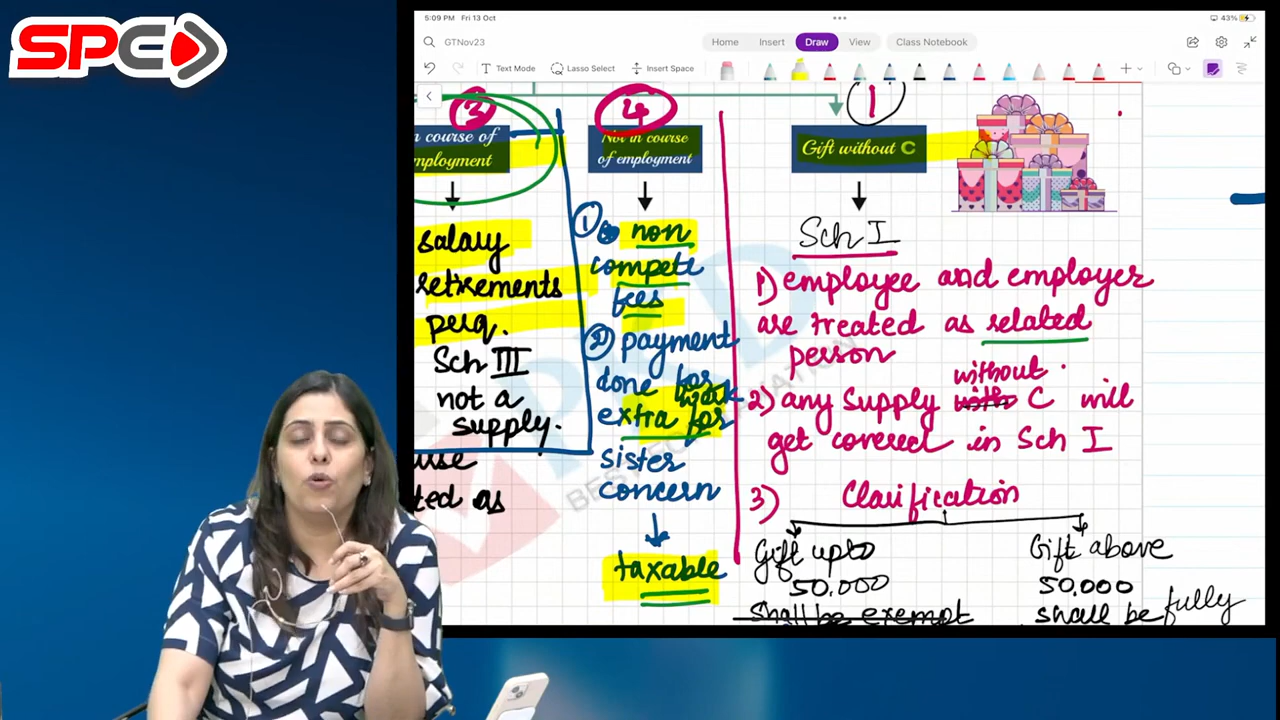 SPC
5:09 PM Fri 13 Oct
43%
GTNov23
Home Insert Draw View Class Notebook
Text Mode Lasso Select Insert Space
3
n course of
mployment
salary
retirements
perq.
Sch III
not a
supply.
ted as
4
Not in course
of employment
1 non
compete
fees
2 payment
done for
work
extra for
sister
concern
taxable
1
Gift without C
Sch I
1) employee and employer
are treated as related
person
without
2) any supply with C will
get covered in Sch I
3) Clarification
Gift upto
50,000
shall be exempt
Gift above
50,000
shall be fully